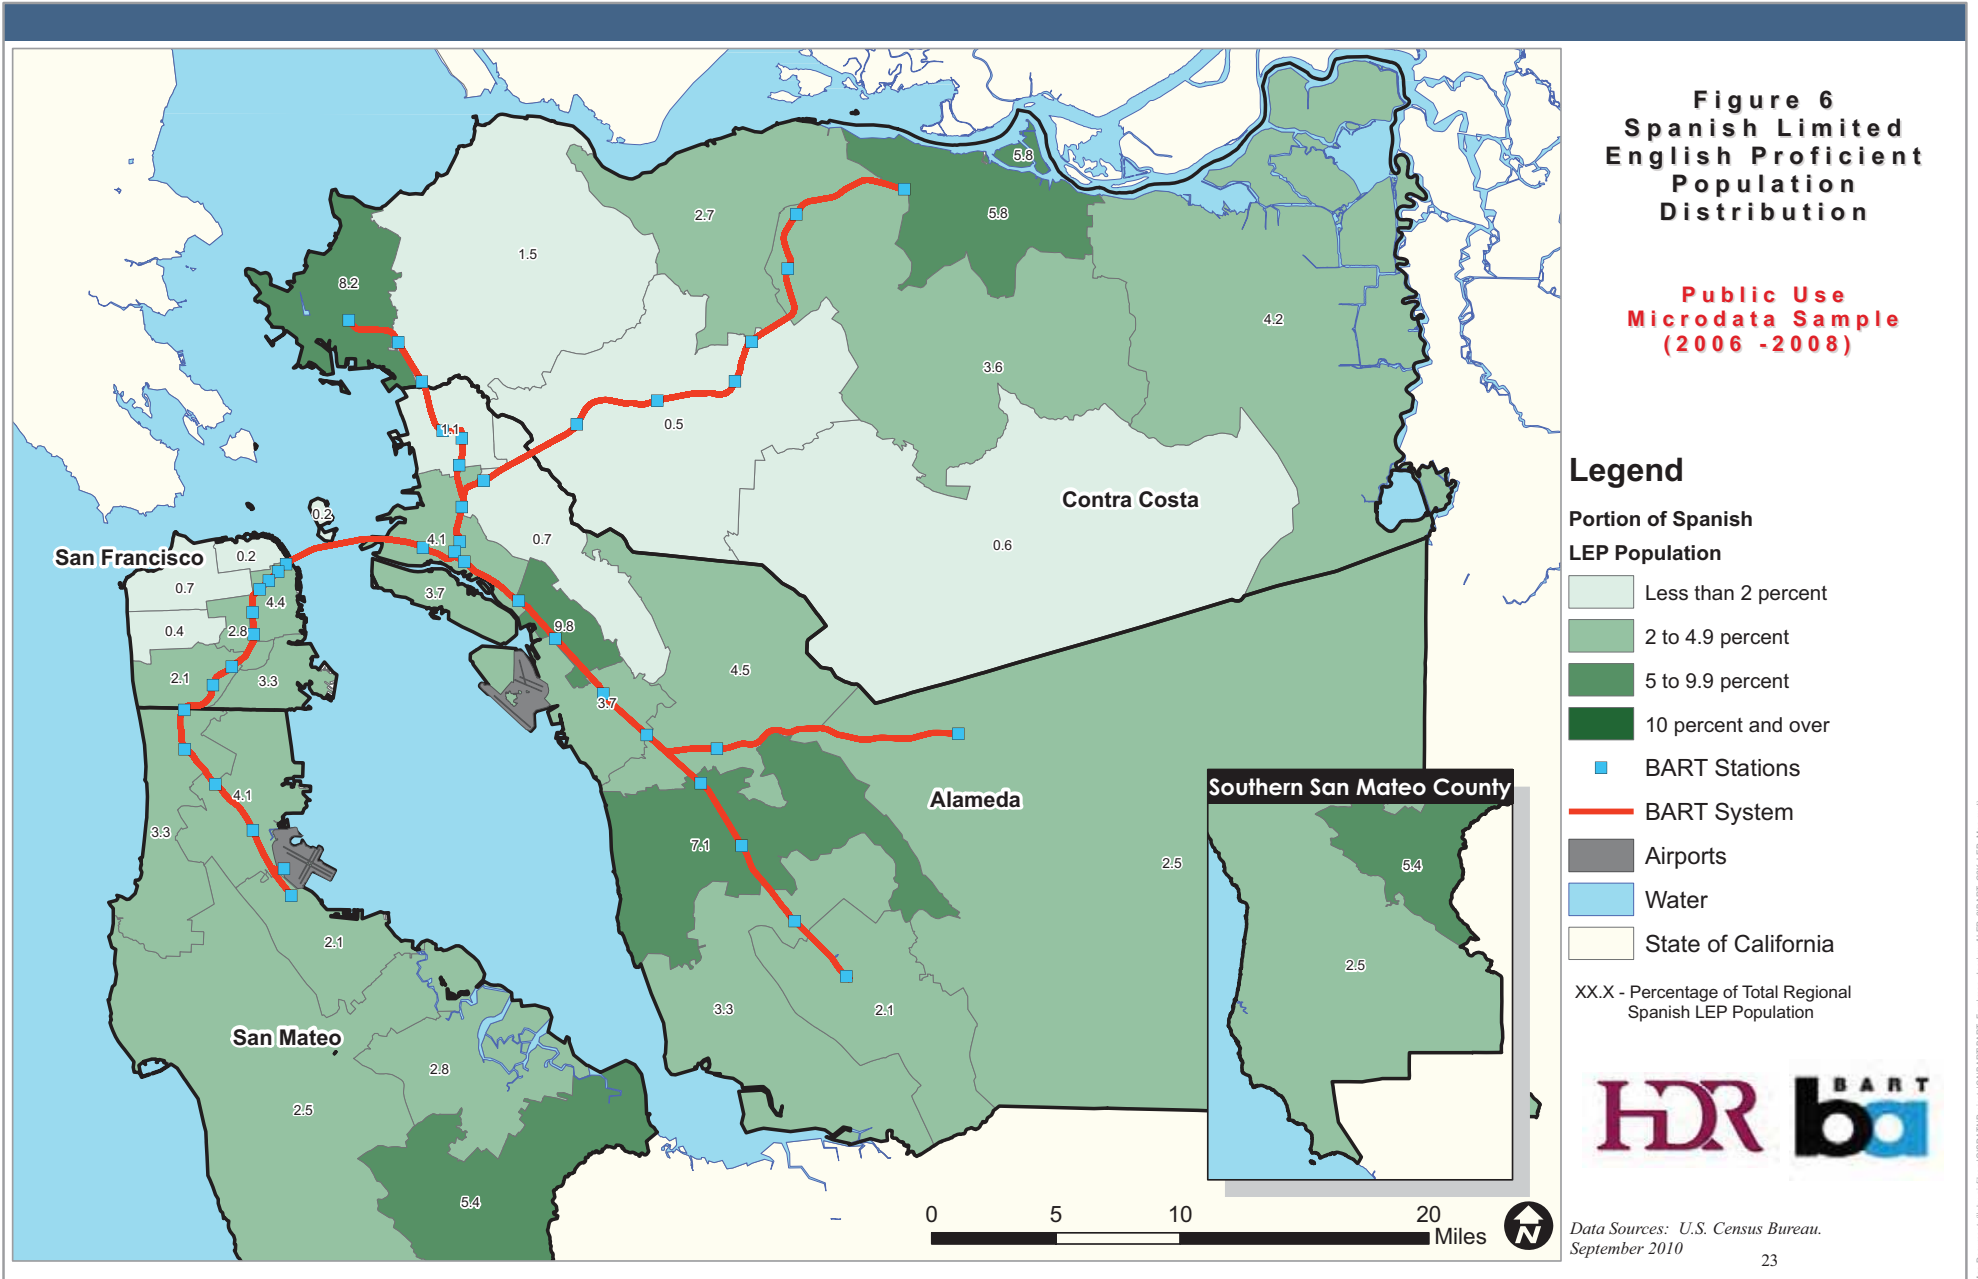 Figure 6
Spanish Limited
English Proficient
Population
Distribution
Public Use
Microdata Sample
(2006 -2008)
Legend
Portion of Spanish
LEP Population
Less than 2 percent
2 to 4.9 percent
5 to 9.9 percent
10 percent and over
BART Stations
BART System
Airports
Water
State of California
XX.X - Percentage of Total Regional
Spanish LEP Population
HDR
BART
ba
Data Sources: U.S. Census Bureau.
September 2010
23
5.8
2.7
5.8
1.5
8.2
4.2
3.6
1.1
0.5
Contra Costa
0.2
4.1
0.7
0.6
San Francisco
0.2
0.7
3.7
4.4
0.4
2.8
9.8
2.1
3.3
4.5
3.7
4.1
3.3
Alameda
7.1
2.5
2.1
3.3
2.1
San Mateo
2.8
2.5
5.4
Southern San Mateo County
5.4
2.5
0
5
10
20
Miles
N